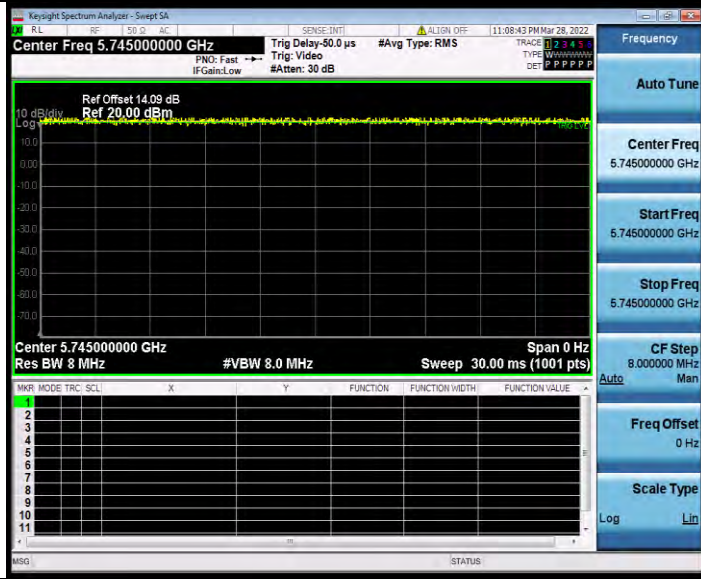 Keysight Spectrum Analyzer - Swept SA
RL RF 50 Ω AC SENSE:INT ALIGN OFF 11:08:43 PM Mar 28, 2022
Center Freq 5.745000000 GHz
PNO: Fast
IFGain:Low
Trig Delay-50.0 µs
Trig: Video
#Atten: 30 dB
#Avg Type: RMS
TRACE 1 2 3 4 5 6
TYPE WWWWWW
DET P P P P P P
Ref Offset 14.09 dB
10 dB/div Ref 20.00 dBm
Log
TRIG LVL
10.0
0.00
-10.0
-20.0
-30.0
-40.0
-50.0
-60.0
-70.0
Center 5.745000000 GHz Span 0 Hz
Res BW 8 MHz #VBW 8.0 MHz Sweep 30.00 ms (1001 pts)
MKR MODE TRC SCL X Y FUNCTION FUNCTION WIDTH FUNCTION VALUE
1
2
3
4
5
6
7
8
9
10
11
MSG STATUS
Frequency
Auto Tune
Center Freq
5.745000000 GHz
Start Freq
5.745000000 GHz
Stop Freq
5.745000000 GHz
CF Step
8.000000 MHz
Auto Man
Freq Offset
0 Hz
Scale Type
Log Lin